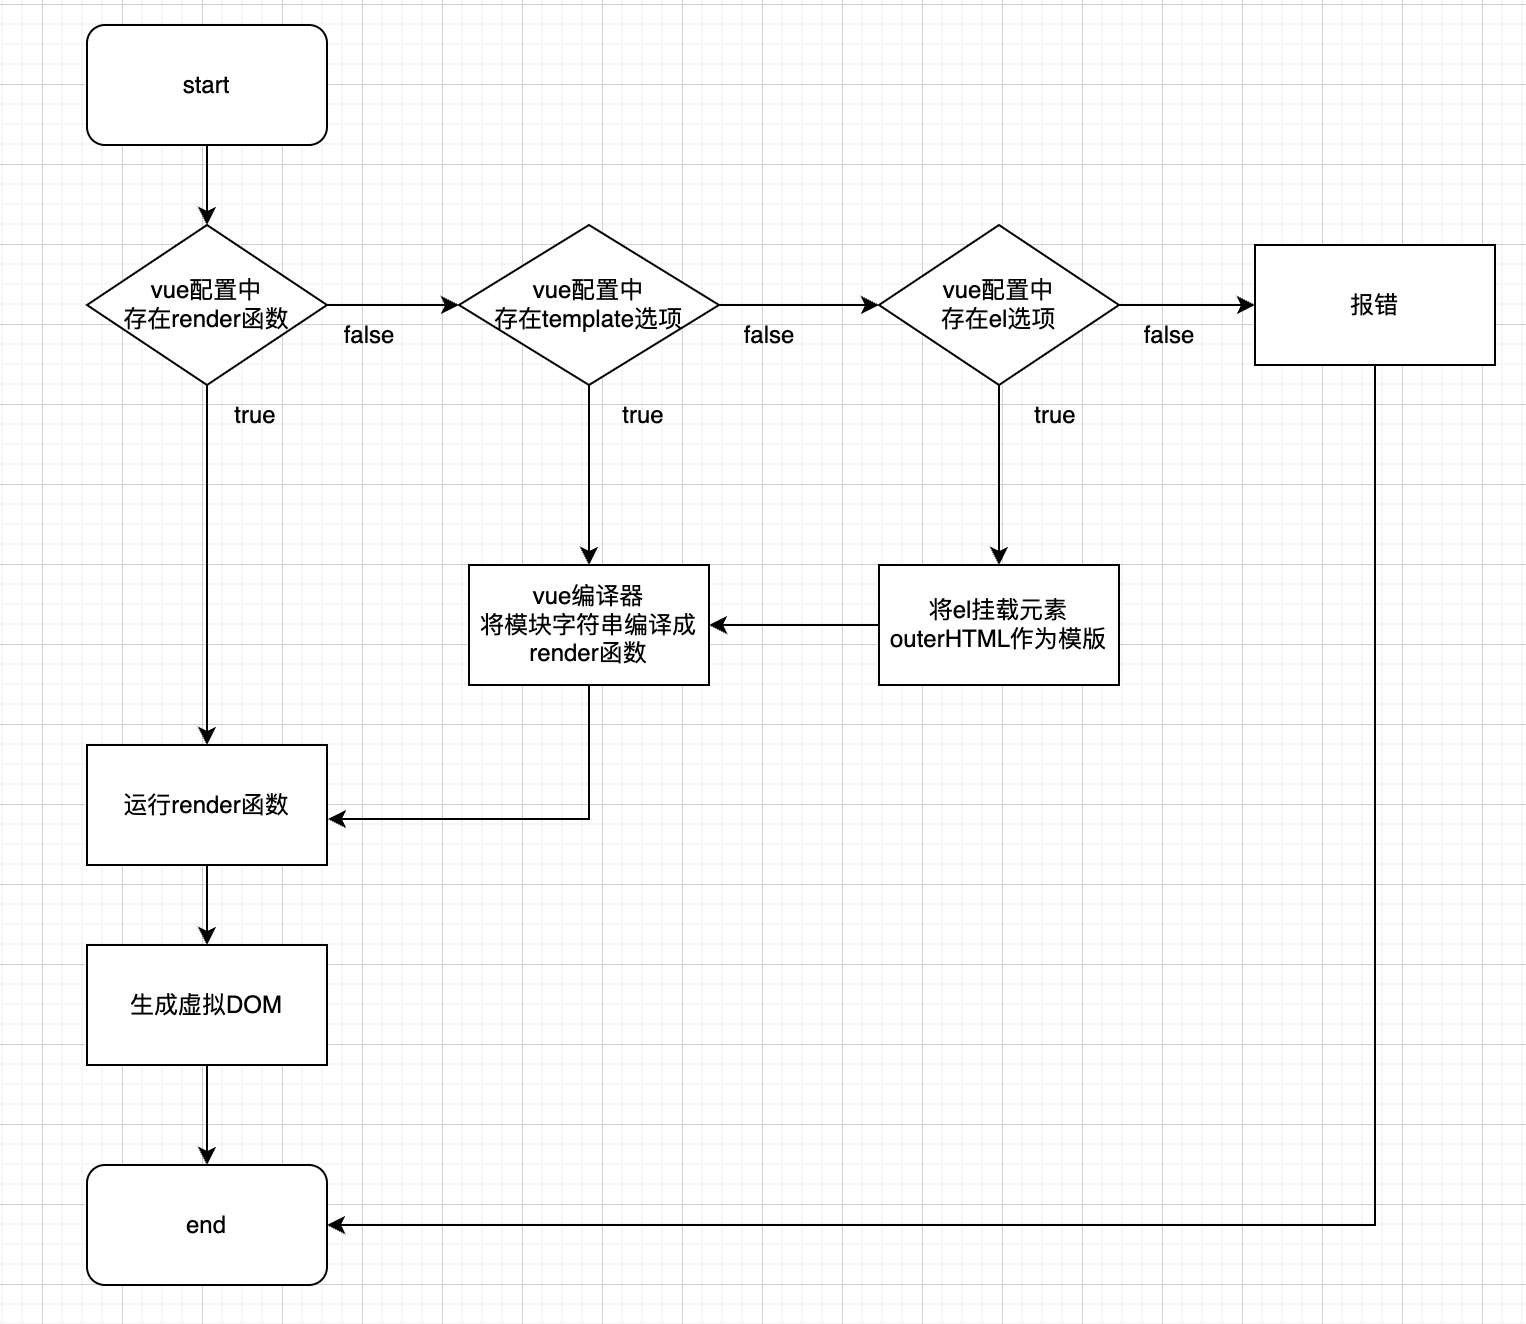 start
vue配置中
存在render函数
false
vue配置中
存在template选项
false
vue配置中
存在el选项
false
报错
true
true
true
vue编译器
将模块字符串编译成
render函数
将el挂载元素
outerHTML作为模版
运行render函数
生成虚拟DOM
end